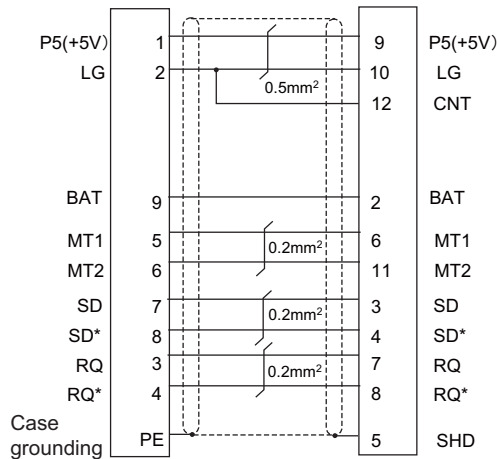 P5(+5V) 1 9 P5(+5V)
LG 2 10 LG
0.5mm²
12 CNT
BAT 9 2 BAT
MT1 5 6 MT1
MT2 6 0.2mm² 11 MT2
SD 7 3 SD
0.2mm²
SD* 8 4 SD*
RQ 3 7 RQ
0.2mm²
RQ* 4 8 RQ*
Case
grounding PE 5 SHD